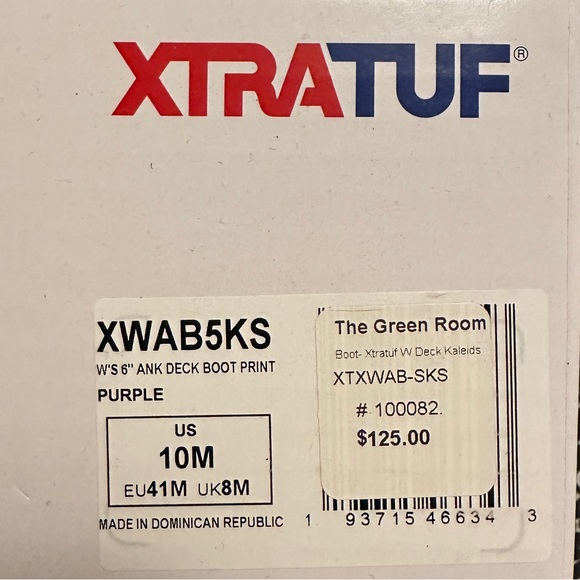 XTRATUF®
XWAB5KS
W'S 6" ANK DECK BOOT PRINT
PURPLE
US
10M
EU41M UK8M
MADE IN DOMINICAN REPUBLIC
The Green Room
Boot- Xtratuf W Deck Kaleids
XTXWAB-SKS
# 100082.
$125.00
1 93715 46634 3